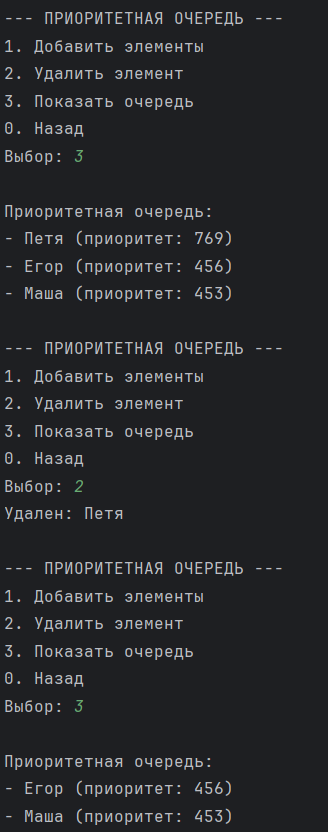 --- ПРИОРИТЕТНАЯ ОЧЕРЕДЬ ---
1. Добавить элементы
2. Удалить элемент
3. Показать очередь
0. Назад
Выбор: 3
Приоритетная очередь:
- Петя (приоритет: 769)
- Егор (приоритет: 456)
- Маша (приоритет: 453)
--- ПРИОРИТЕТНАЯ ОЧЕРЕДЬ ---
1. Добавить элементы
2. Удалить элемент
3. Показать очередь
0. Назад
Выбор: 2
Удален: Петя
--- ПРИОРИТЕТНАЯ ОЧЕРЕДЬ ---
1. Добавить элементы
2. Удалить элемент
3. Показать очередь
0. Назад
Выбор: 3
Приоритетная очередь:
- Егор (приоритет: 456)
- Маша (приоритет: 453)